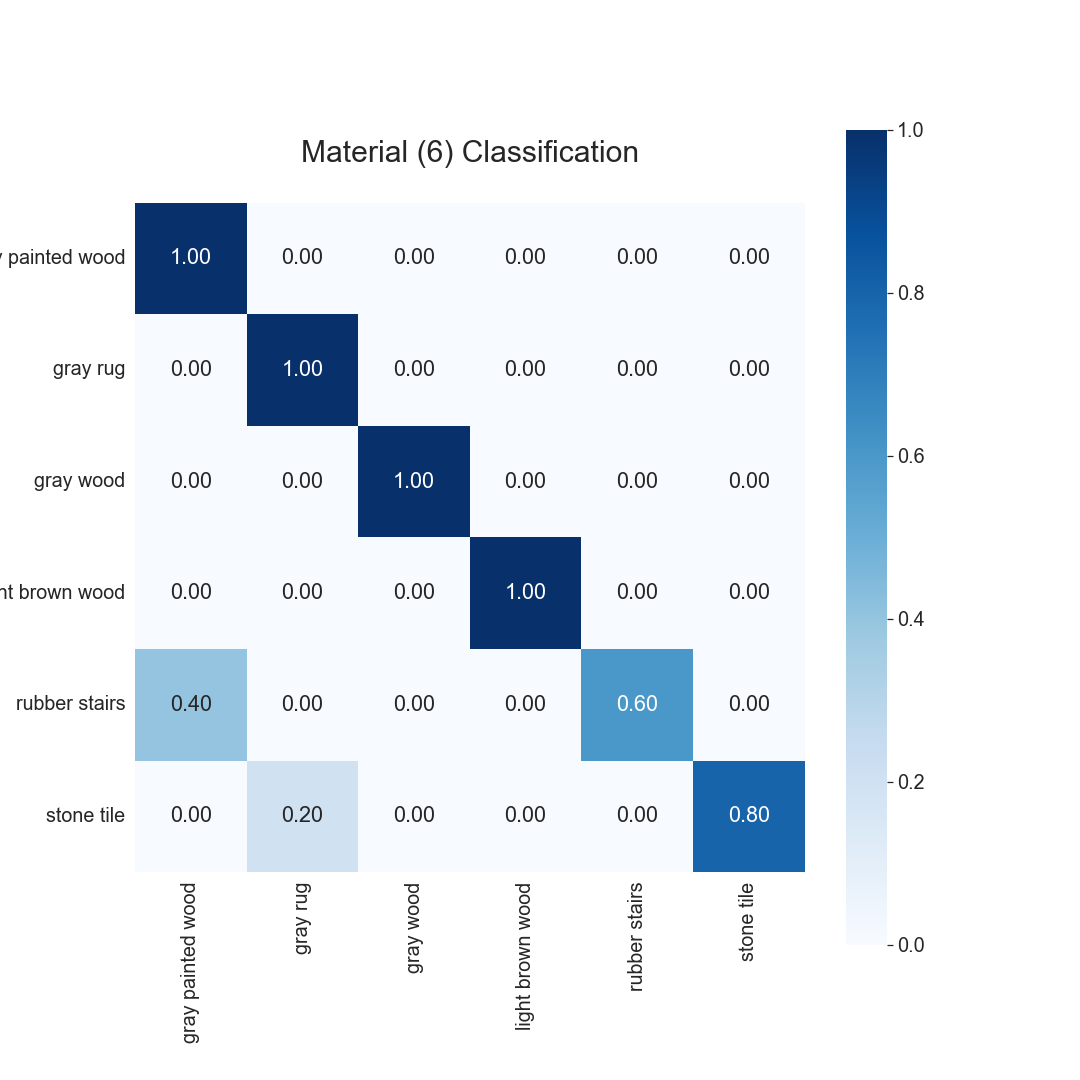 Material (6) Classification
1.0
painted wood 1.00 0.00 0.00 0.00 0.00 0.00
0.8
gray rug 0.00 1.00 0.00 0.00 0.00 0.00
gray wood 0.00 0.00 1.00 0.00 0.00 0.00
0.6
brown wood 0.00 0.00 0.00 1.00 0.00 0.00
0.4
rubber stairs 0.40 0.00 0.00 0.00 0.60 0.00
0.2
stone tile 0.00 0.20 0.00 0.00 0.00 0.80
0.0
gray painted wood
gray rug
gray wood
light brown wood
rubber stairs
stone tile